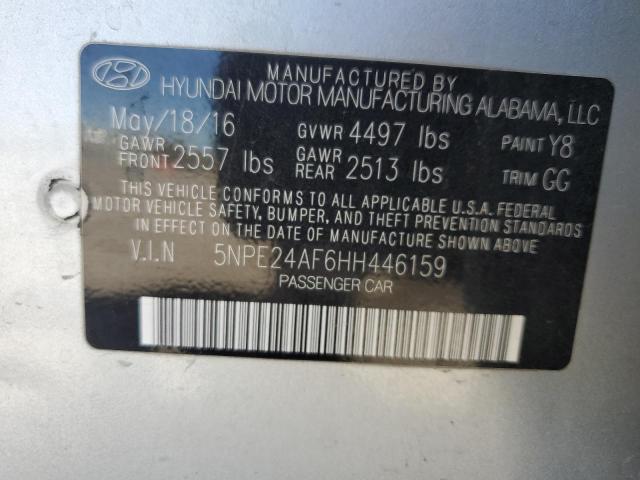 MANUFACTURED BY
HYUNDAI MOTOR MANUFACTURING ALABAMA, LLC
May/18/16 GVWR 4497 lbs PAINT Y8
GAWR FRONT 2557 lbs GAWR REAR 2513 lbs TRIM GG
THIS VEHICLE CONFORMS TO ALL APPLICABLE U.S.A. FEDERAL
MOTOR VEHICLE SAFETY, BUMPER, AND THEFT PREVENTION STANDARDS
IN EFFECT ON THE DATE OF MANUFACTURE SHOWN ABOVE.
V.I.N 5NPE24AF6HH446159
PASSENGER CAR